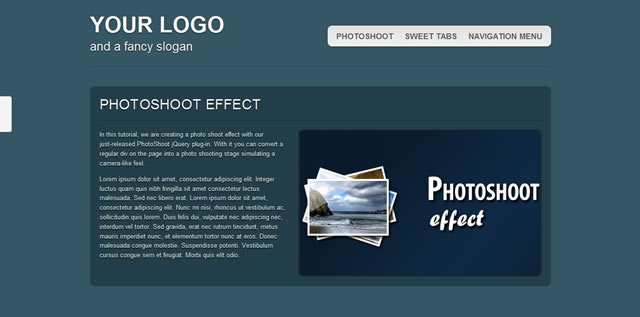 YOUR LOGO
and a fancy slogan
PHOTOSHOOT SWEET TABS NAVIGATION MENU
PHOTOSHOOT EFFECT
In this tutorial, we are creating a photo shoot effect with our
just-released PhotoShoot jQuery plug-in. With it you can convert a
regular div on the page into a photo shooting stage simulating a
camera-like feel.
Lorem ipsum dolor sit amet, consectetur adipiscing elit. Integer
luctus quam quis nibh fringilla sit amet consectetur lectus
malesuada. Sed nec libero erat. Lorem ipsum dolor sit amet,
consectetur adipiscing elit. Nunc mi nisi, rhoncus ut vestibulum ac,
sollicitudin quis lorem. Duis felis dui, vulputate nec adipiscing nec,
interdum vel tortor. Sed gravida, erat nec rutrum tincidunt, metus
mauris imperdiet nunc, et elementum tortor nunc at eros. Donec
malesuada congue molestie. Suspendisse potenti. Vestibulum
cursus congue sem et feugiat. Morbi quis elit odio.
PHOTOSHOOT
effect